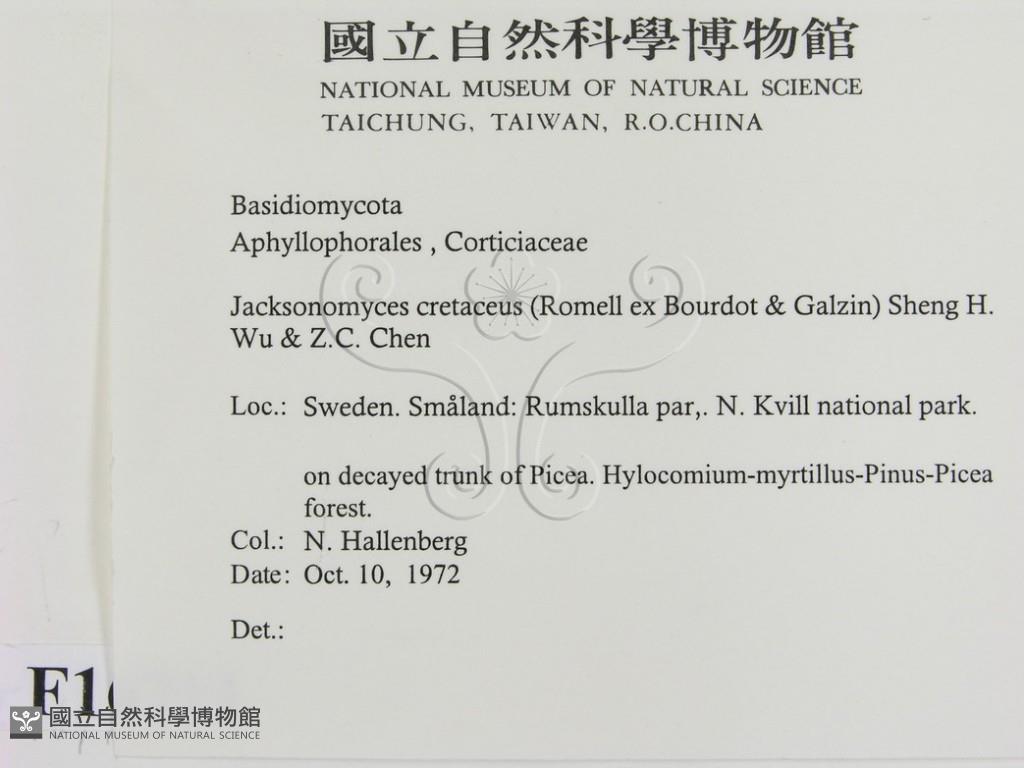 國立自然科學博物館
NATIONAL MUSEUM OF NATURAL SCIENCE
TAICHUNG, TAIWAN, R.O.CHINA
Basidiomycota
Aphyllophorales , Corticiaceae
Jacksonomyces cretaceus (Romell ex Bourdot & Galzin) Sheng H.
Wu & Z.C. Chen
Loc.: Sweden. Småland: Rumskulla par,. N. Kvill national park.
on decayed trunk of Picea. Hylocomium-myrtillus-Pinus-Picea
forest.
Col.: N. Hallenberg
Date: Oct. 10, 1972
Det.:
國立自然科學博物館
NATIONAL MUSEUM OF NATURAL SCIENCE